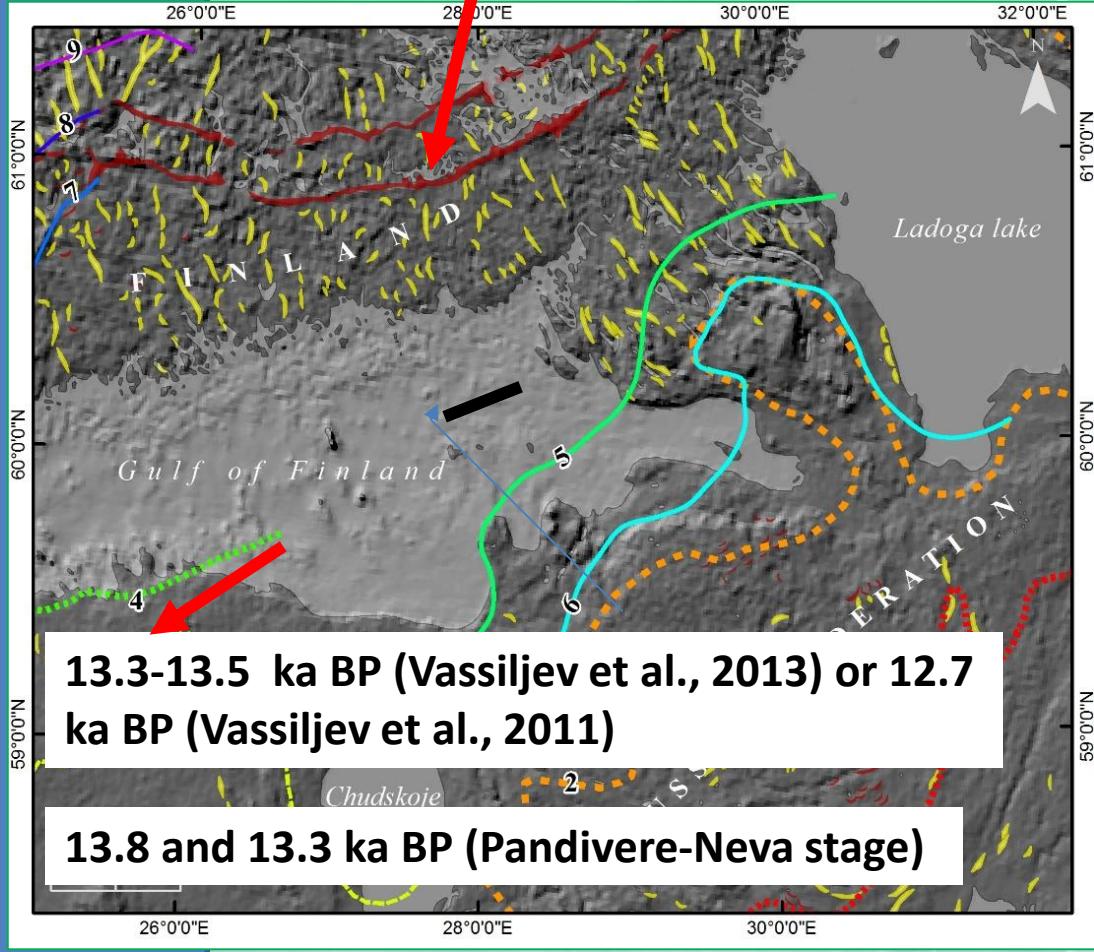 26°0'0"E
28°0'0"E
30°0'0"E
32°0'0"E
N
9
8
7
61°0'0"N
61°0'0"N
FINLAND
Ladoga lake
60°0'0"N
60°0'0"N
Gulf of Finland
5
4
6
DERATION
13.3-13.5 ka BP (Vassiljev et al., 2013) or 12.7
ka BP (Vassiljev et al., 2011)
59°0'0"N
59°0'0"N
2
USS
Chudskoje
13.8 and 13.3 ka BP (Pandivere-Neva stage)
26°0'0"E
28°0'0"E
30°0'0"E